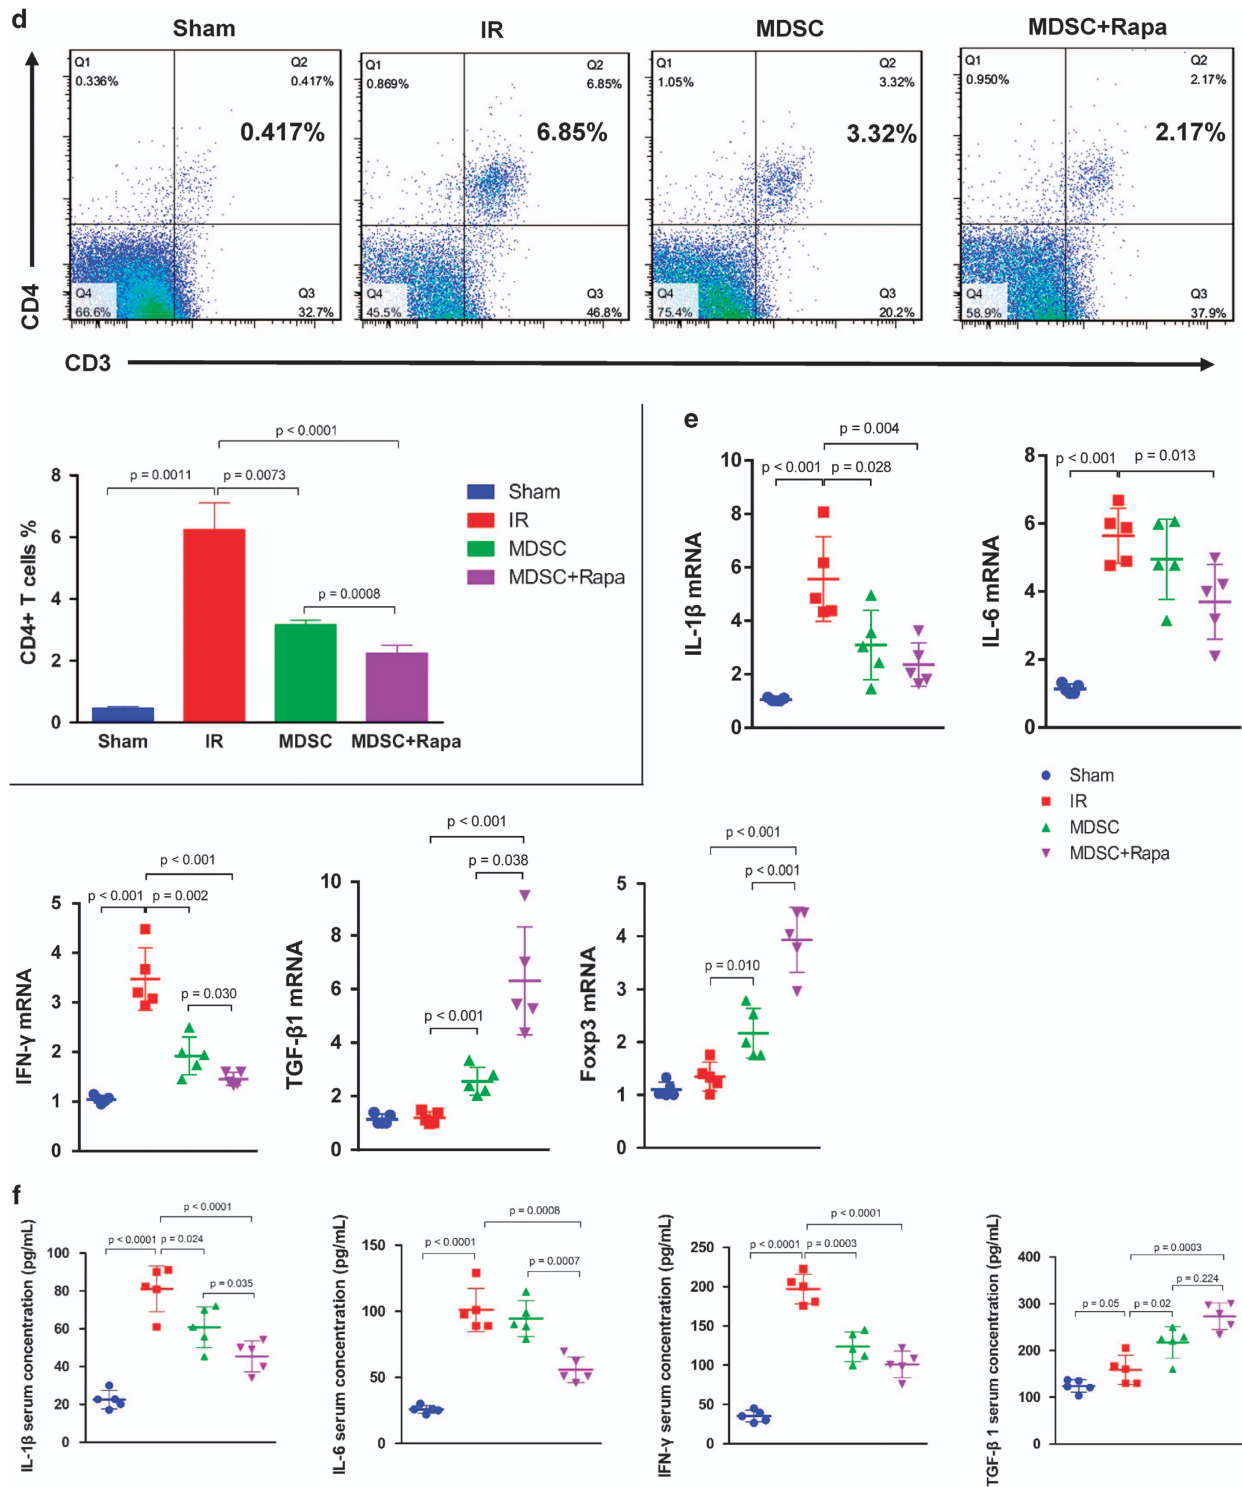 d
Sham
IR
MDSC
MDSC+Rapa
Q1
0.336%
Q2
0.417%
0.417%
Q4
66.6%
Q3
32.7%
Q1
0.869%
Q2
6.85%
6.85%
Q4
45.5%
Q3
46.8%
Q1
1.05%
Q2
3.32%
3.32%
Q4
75.4%
Q3
20.2%
Q1
0.950%
Q2
2.17%
2.17%
Q4
58.9%
Q3
37.9%
CD4
CD3
p < 0.0001
p = 0.0011
p = 0.0073
p = 0.0008
CD4+ T cells %
8
6
4
2
0
Sham
IR
MDSC
MDSC+Rapa
Sham
IR
MDSC
MDSC+Rapa
e
p = 0.004
p < 0.001
p = 0.028
IL-1β mRNA
10
8
6
4
2
0
p < 0.001
p = 0.013
IL-6 mRNA
8
6
4
2
0
Sham
IR
MDSC
MDSC+Rapa
p < 0.001
p < 0.001
p = 0.002
p = 0.030
IFN-γ mRNA
5
4
3
2
1
0
p < 0.001
p = 0.038
p < 0.001
TGF-β1 mRNA
10
8
6
4
2
0
p < 0.001
p < 0.001
p = 0.010
Foxp3 mRNA
5
4
3
2
1
0
f
p < 0.0001
p < 0.0001
p = 0.024
p = 0.035
IL-1β serum concentration (pg/mL)
100
80
60
40
20
0
p = 0.0008
p < 0.0001
p = 0.0007
IL-6 serum concentration (pg/mL)
150
100
50
0
p < 0.0001
p < 0.0001
p = 0.0003
IFN-γ serum concentration (pg/mL)
250
200
150
100
50
0
p = 0.0003
p = 0.224
p = 0.05
p = 0.02
TGF-β 1 serum concentration (pg/mL)
400
300
200
100
0